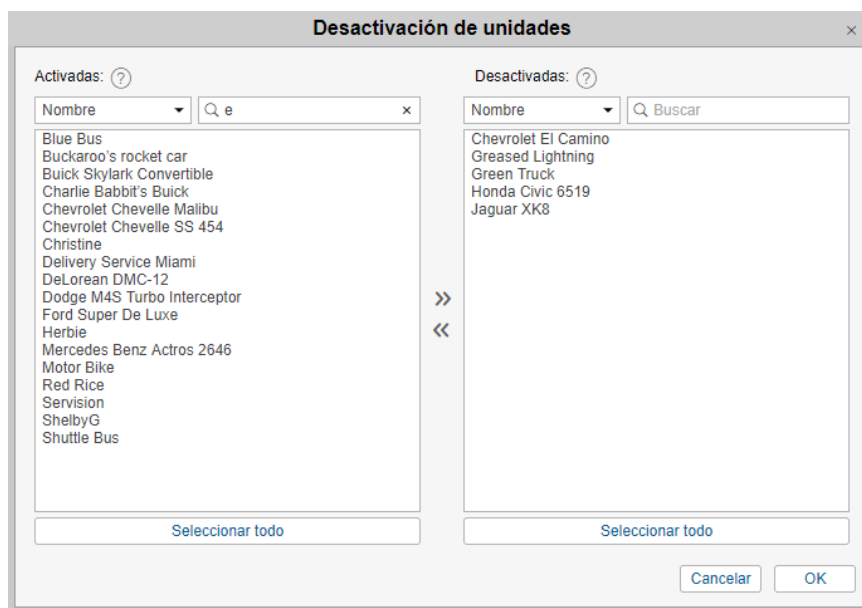 Desactivación de unidades ×
Activadas: ?
Nombre
e ×
Blue Bus
Buckaroo's rocket car
Buick Skylark Convertible
Charlie Babbit's Buick
Chevrolet Chevelle Malibu
Chevrolet Chevelle SS 454
Christine
Delivery Service Miami
DeLorean DMC-12
Dodge M4S Turbo Interceptor
Ford Super De Luxe
Herbie
Mercedes Benz Actros 2646
Motor Bike
Red Rice
Servision
ShelbyG
Shuttle Bus
Seleccionar todo
Desactivadas: ?
Nombre
Buscar
Chevrolet El Camino
Greased Lightning
Green Truck
Honda Civic 6519
Jaguar XK8
Seleccionar todo
Cancelar
OK